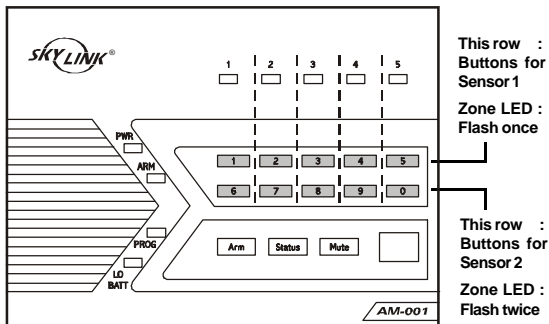 SKYLINK®
1 2 3 4 5
PWR
ARM
1 2 3 4 5
6 7 8 9 0
PROG
LO
BATT
Arm Status Mute
AM-001
This row :
Buttons for
Sensor 1
Zone LED :
Flash once
This row :
Buttons for
Sensor 2
Zone LED :
Flash twice